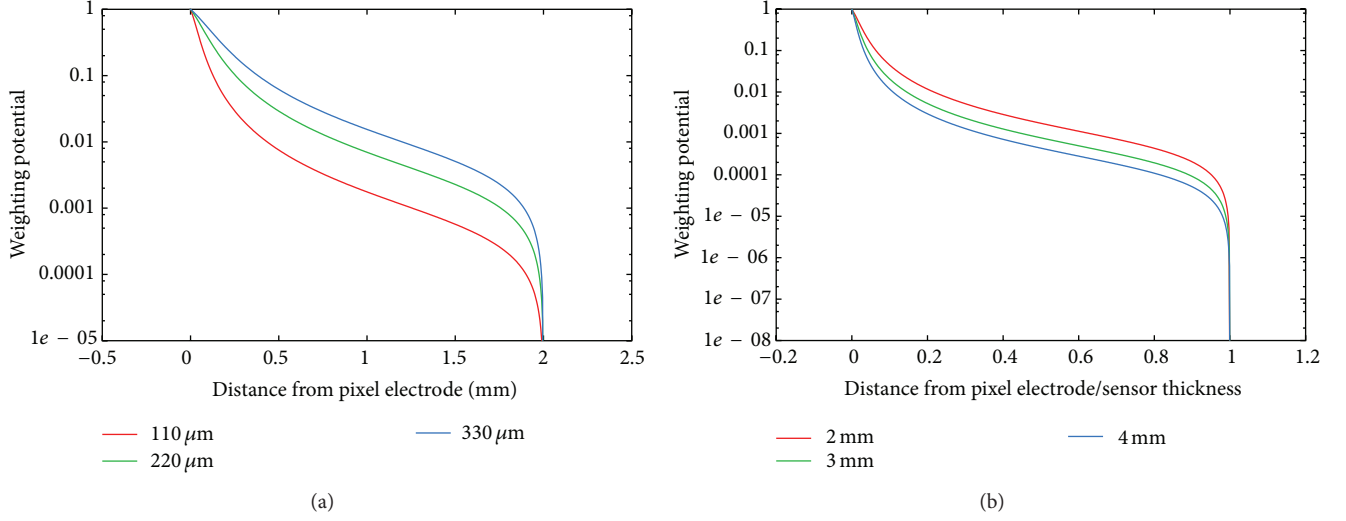 (a)
1
0.1
0.01
0.001
0.0001
1e − 05
Weighting potential
−0.5
0
0.5
1
1.5
2
2.5
Distance from pixel electrode (mm)
110 μm
220 μm
330 μm
(a)
(b)
1
0.1
0.01
0.001
0.0001
1e − 05
1e − 06
1e − 07
1e − 08
Weighting potential
−0.2
0
0.2
0.4
0.6
0.8
1
1.2
Distance from pixel electrode/sensor thickness
2 mm
3 mm
4 mm
(b)